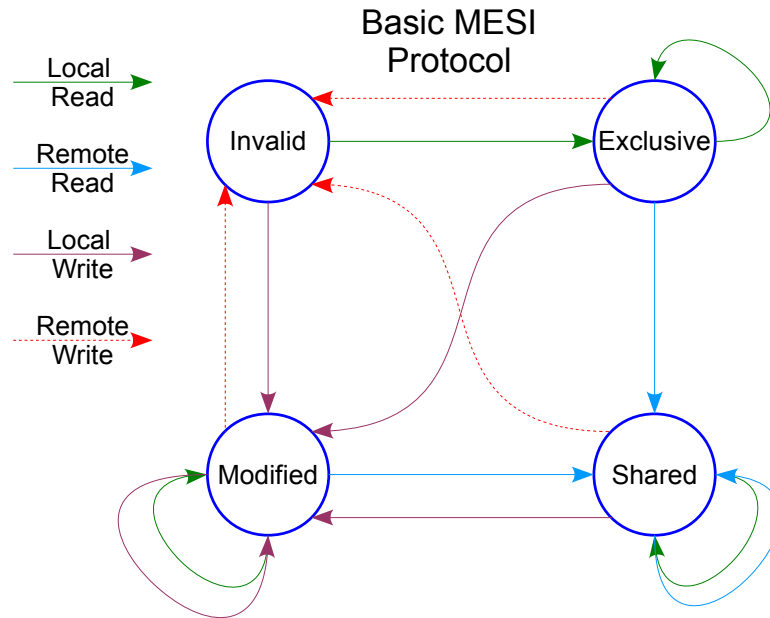 Basic MESI
Protocol
Local
Read
Remote
Read
Local
Write
Remote
Write
Invalid
Exclusive
Modified
Shared